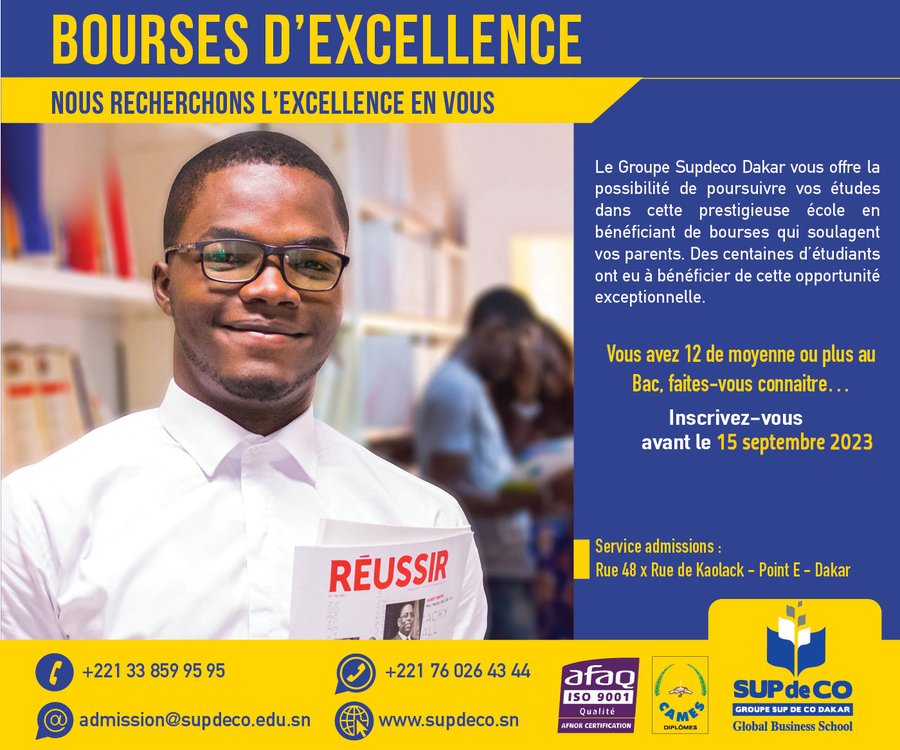 BOURSES D'EXCELLENCE
NOUS RECHERCHONS L'EXCELLENCE EN VOUS
Le Groupe Supdeco Dakar vous offre la
possibilité de poursuivre vos études
dans cette prestigieuse école en
bénéficiant de bourses qui soulagent
vos parents. Des centaines d'étudiants
ont eu à bénéficier de cette opportunité
exceptionnelle.
Vous avez 12 de moyenne ou plus au
Bac, faites-vous connaitre...
Inscrivez-vous
avant le 15 septembre 2023
Service admissions :
Rue 48 x Rue de Kaolack - Point E - Dakar
RÉUSSIR
+221 33 859 95 95
+221 76 026 43 44
admission@supdeco.edu.sn
www.supdeco.sn
afaq
ISO 9001
Qualité
AFNOR CERTIFICATION
CAMES
DIPLÔMES
SUP de CO
GROUPE SUP DE CO DAKAR
Global Business School